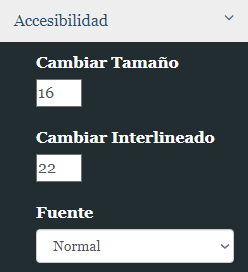 Accesibilidad
Cambiar Tamaño
16
Cambiar Interlineado
22
Fuente
Normal